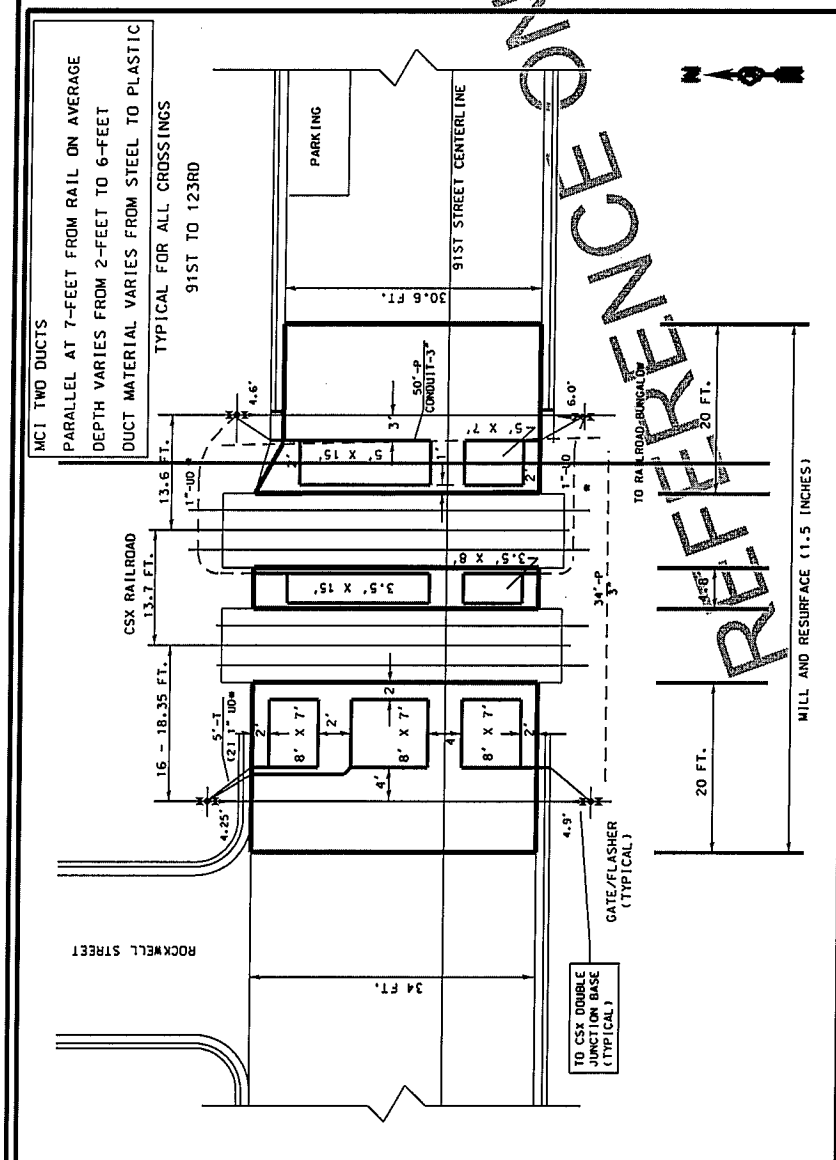 MCI TWO DUCTS
PARALLEL AT 7-FEET FROM RAIL ON AVERAGE
DEPTH VARIES FROM 2-FEET TO 6-FEET
DUCT MATERIAL VARIES FROM STEEL TO PLASTIC
TYPICAL FOR ALL CROSSINGS
91ST TO 123RD
N
PARKING
91ST STREET CENTERLINE
30.6 FT.
4.6'
50'-P
CONDUIT-3"
3'
6.0'
13.6 FT.
1"-UD*
2'
5' X 15'
1'
5' X 7'
2'
1"-UD
*
TO RAILROAD BUNGALOW
CSX RAILROAD
13.7 FT.
3.5' X 15'
3.5' X 8'
34'-P
3"
16 - 18.35 FT.
5'-T
(2) 1" UD*
2'
8' X 7'
2'
8' X 7'
2
4
8' X 7'
2'
4.25'
4'
4.9'
GATE/FLASHER
(TYPICAL)
20 FT.
4.8'
20 FT.
MILL AND RESURFACE (1.5 INCHES)
ROCKWELL STREET
34 FT.
TO CSX DOUBLE
JUNCTION BASE
(TYPICAL)
REFERENCE